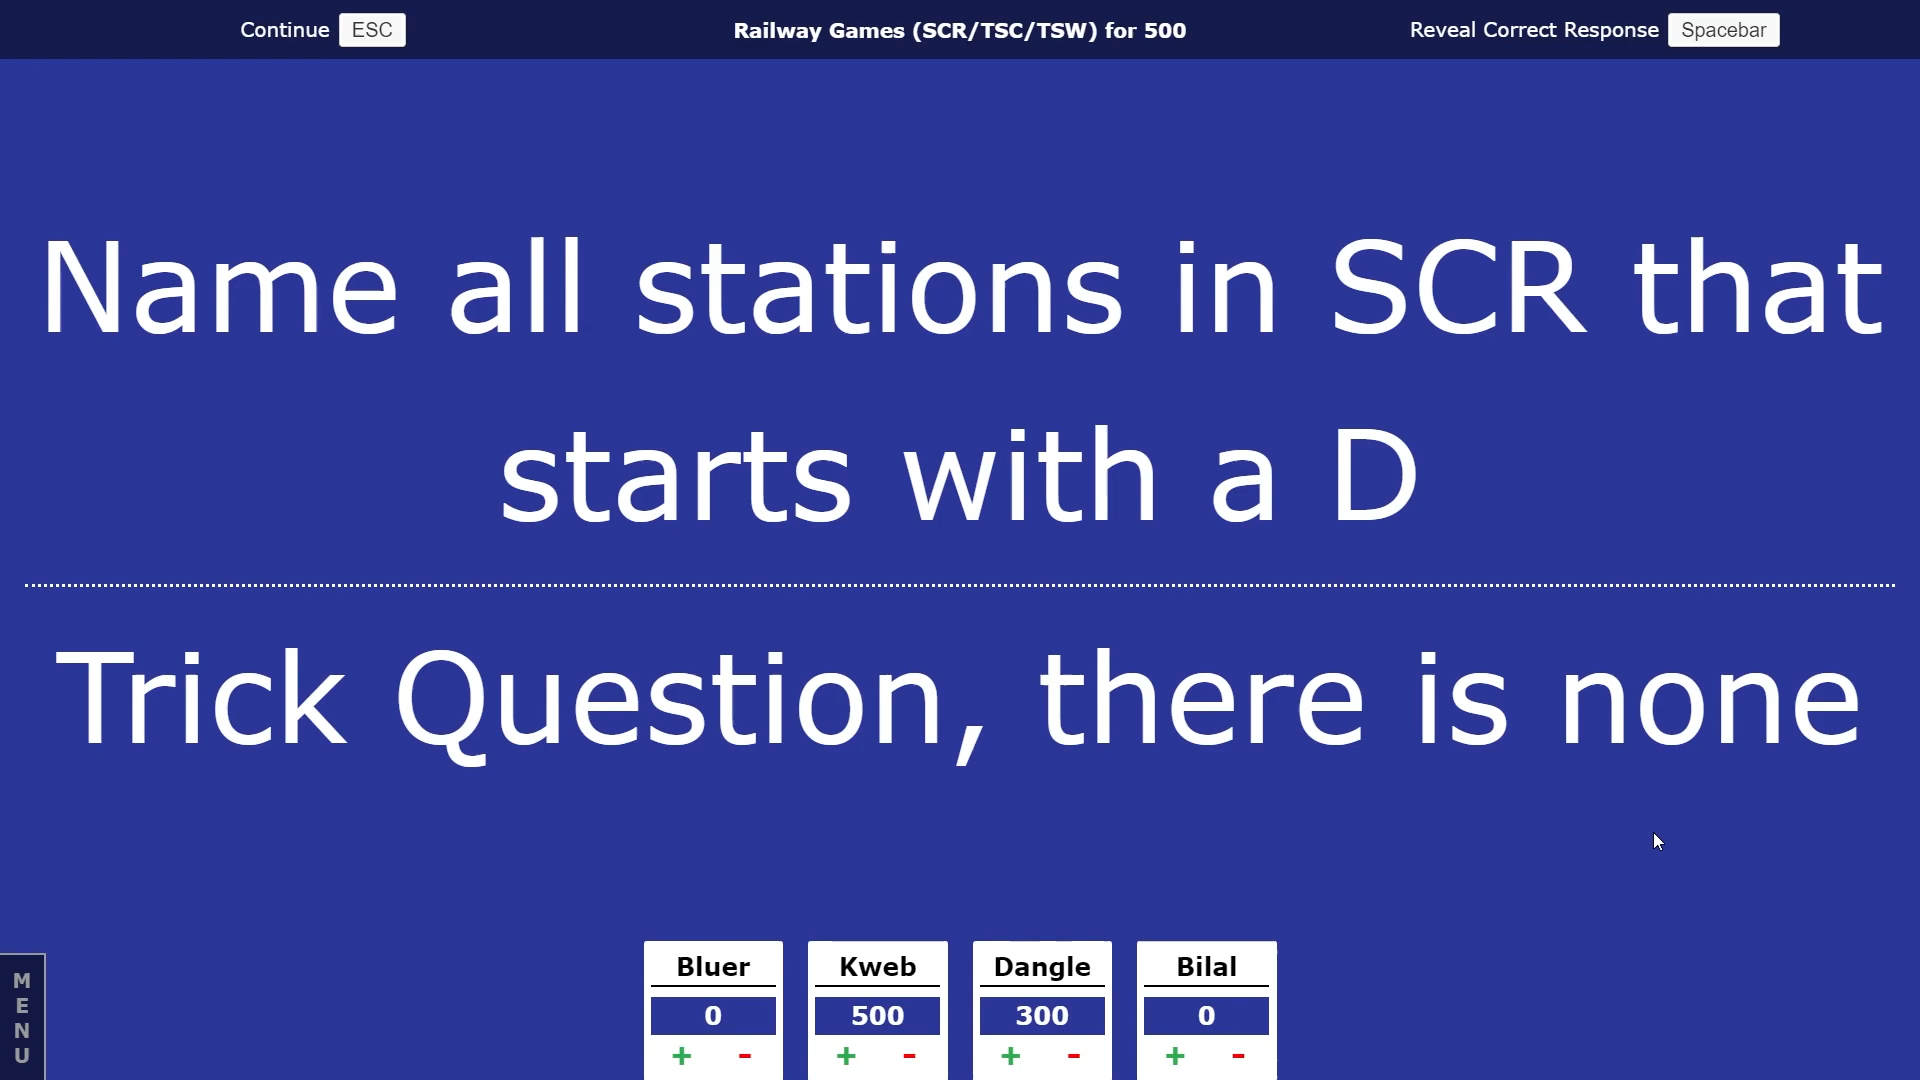 Continue ESC
Railway Games (SCR/TSC/TSW) for 500
Reveal Correct Response Spacebar
Name all stations in SCR that
starts with a D
Trick Question, there is none
MENU
Bluer Kweb Dangle Bilal
0 500 300 0
+ - + - + - + -